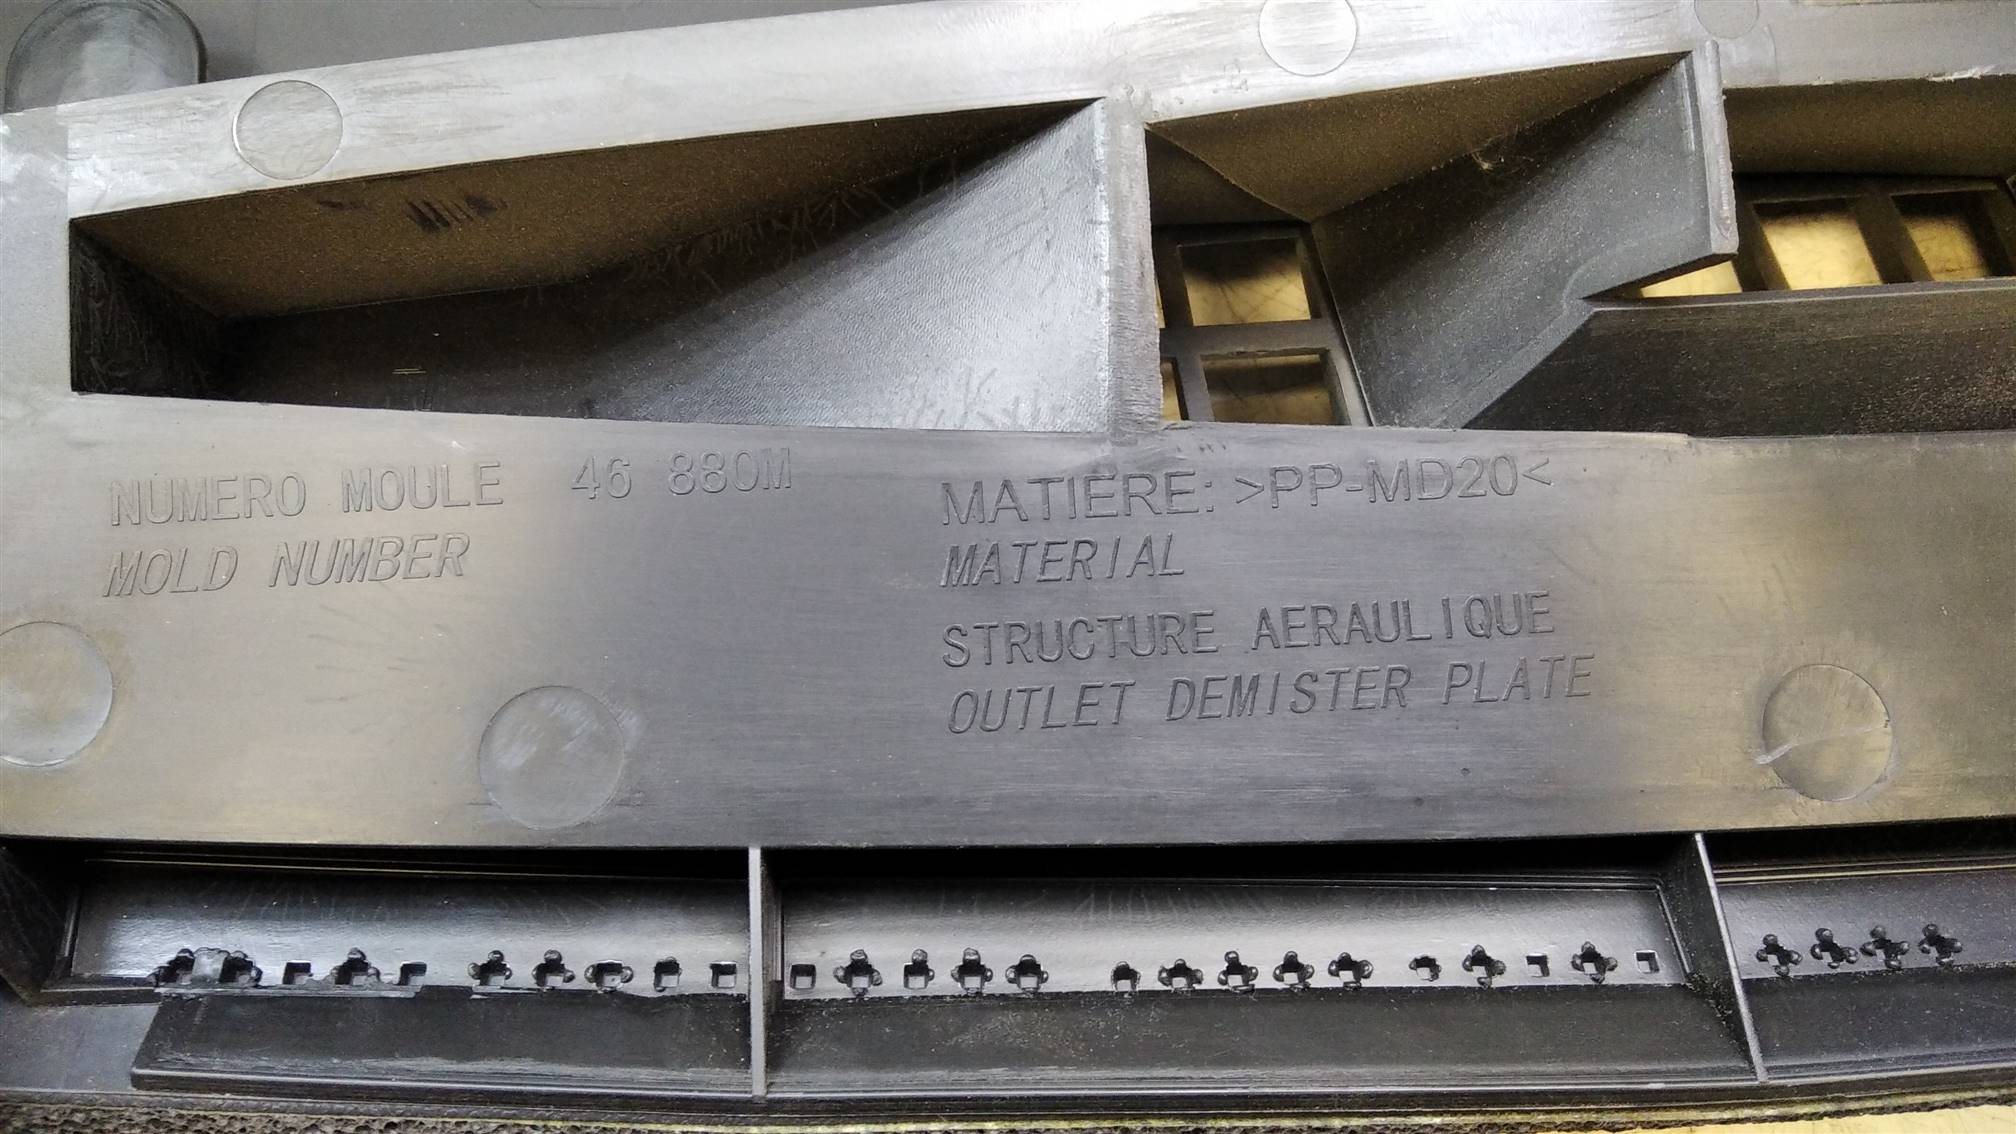 NUMERO MOULE 46 880M
MOLD NUMBER
MATIERE: >PP-MD20<
MATERIAL
STRUCTURE AERAULIQUE
OUTLET DEMISTER PLATE